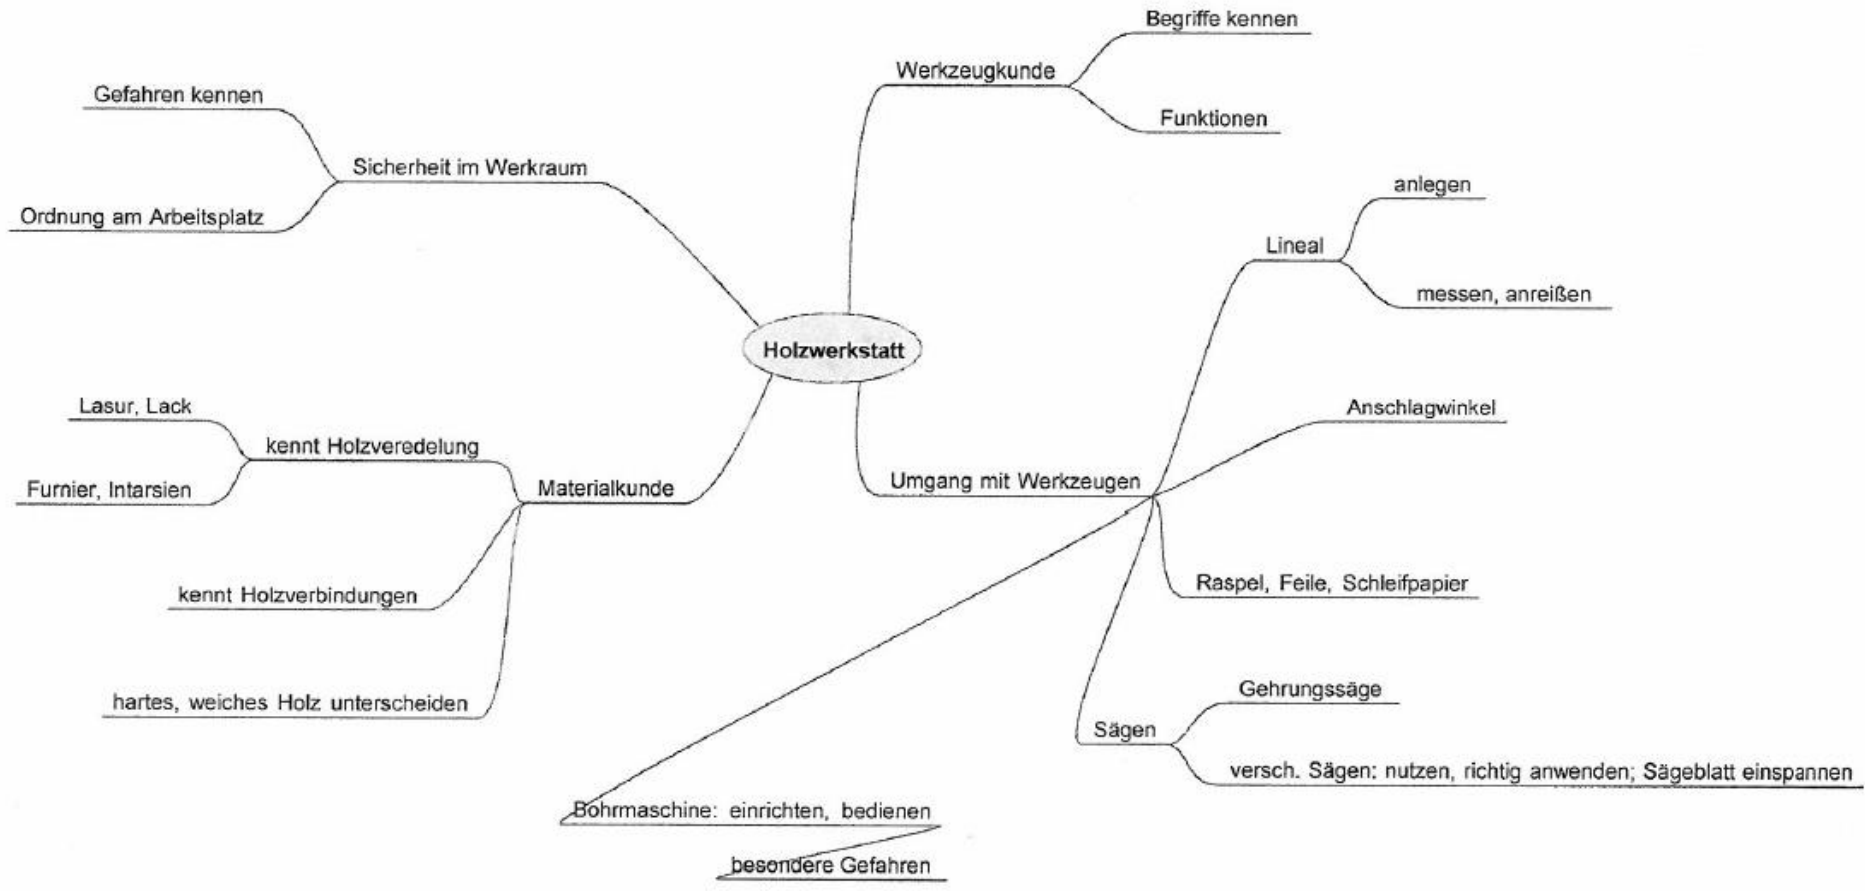 Begriffe kennen
Werkzeugkunde
Funktionen
Gefahren kennen
Sicherheit im Werkraum
Ordnung am Arbeitsplatz
anlegen
Lineal
messen, anreißen
Holzwerkstatt
Anschlagwinkel
Lasur, Lack
kennt Holzveredelung
Furnier, Intarsien
Materialkunde
Umgang mit Werkzeugen
kennt Holzverbindungen
Raspel, Feile, Schleifpapier
hartes, weiches Holz unterscheiden
Gehrungssäge
Sägen
versch. Sägen: nutzen, richtig anwenden; Sägeblatt einspannen
Bohrmaschine: einrichten, bedienen
besondere Gefahren